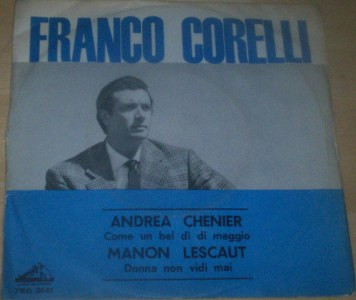 FRANCO CORELLI
ANDREA CHENIER
Come un bel dì di maggio
MANON LESCAUT
Donna non vidi mai